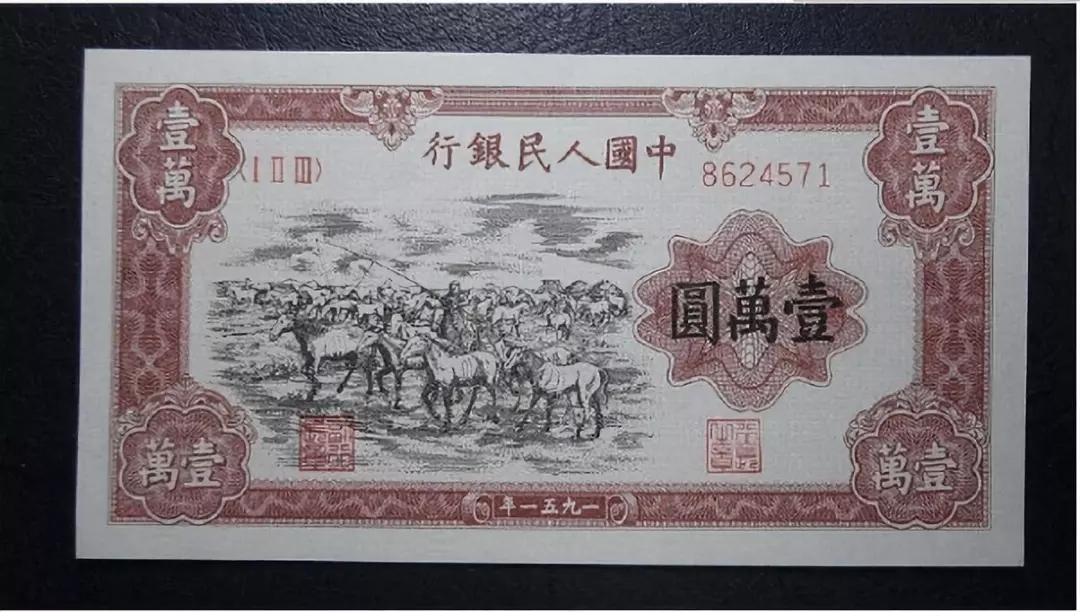 壹萬
壹萬
中國人民銀行
〈I II III〉
8624571
壹萬圓
壹萬
壹萬
一九五一年